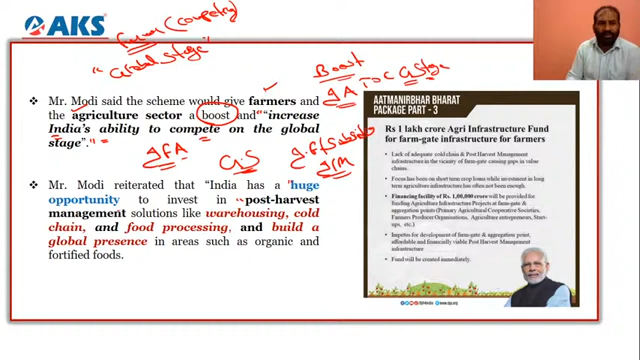 AKS
"Global Stage"
Boost
Mr. Modi said the scheme would give farmers and
the agriculture sector a boost and "increase
India's ability to compete on the global
stage".
G.S
Mr. Modi reiterated that "India has a "huge
opportunity to invest in post-harvest
management solutions like warehousing, cold
chain, and food processing, and build a
global presence in areas such as organic and
fortified foods.
AATMANIRBHAR BHARAT
PACKAGE PART - 3
Rs 1 lakh crore Agri Infrastructure Fund
for farm-gate infrastructure for farmers
Lack of adequate cold chain & Post Harvest Management
infrastructure in the vicinity of farm-gate causing gaps in value
chains.
Focus has been on short term crop loans while investment in long
term agriculture infrastructure has often not been enough.
Financing facility of Rs. 1,00,000 crore will be provided for
funding Agriculture Infrastructure Projects at farm-gate &
aggregation points (Primary Agricultural Cooperative Societies,
Farmers Producer Organizations, Agriculture entrepreneurs, Start-
ups, etc.)
Impetus for development of farm-gate & aggregation point,
affordable and financially viable Post Harvest Management
infrastructure
Fund will be created immediately.